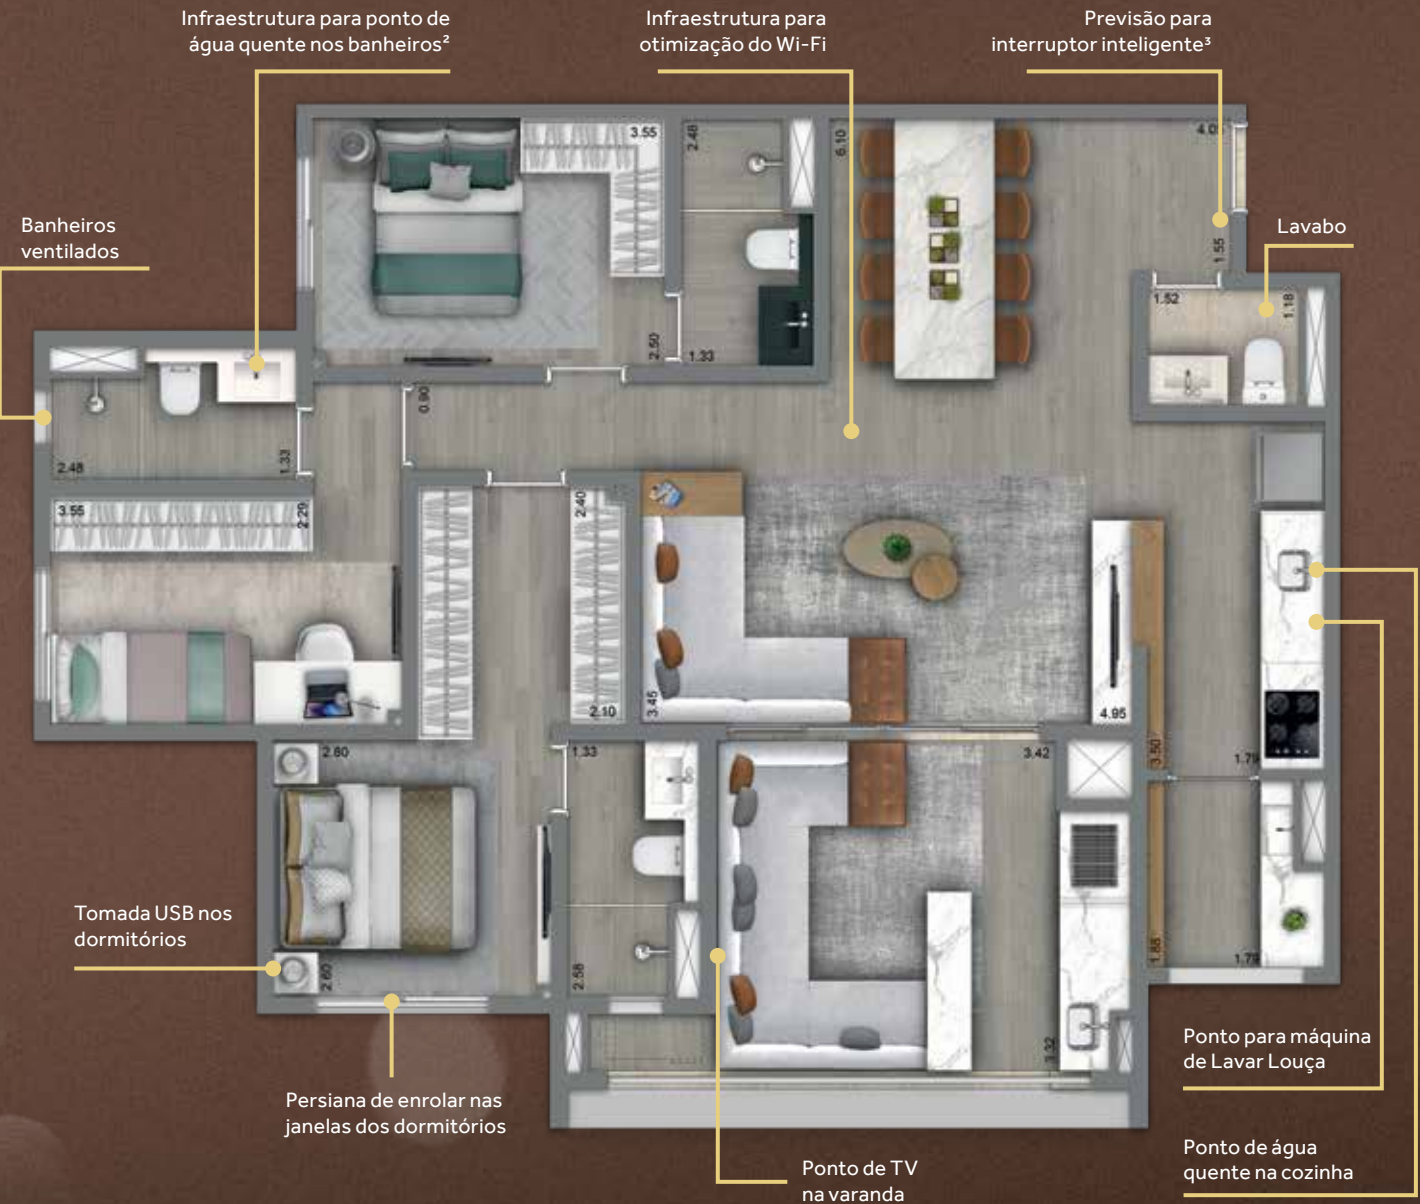 Infraestrutura para ponto de
água quente nos banheiros²
Infraestrutura para
otimização do Wi-Fi
Previsão para
interruptor inteligente³
Banheiros
ventilados
Lavabo
3.55
2.48
6.10
1.55
1.52
1.18
2.50
1.33
0.90
2.48
1.33
3.55
2.29
2.40
2.10
3.45
4.95
2.80
1.33
3.42
3.50
1.79
2.60
2.58
1.88
1.79
Tomada USB nos
dormitórios
Persiana de enrolar nas
janelas dos dormitórios
Ponto para máquina
de Lavar Louça
Ponto de TV
na varanda
Ponto de água
quente na cozinha